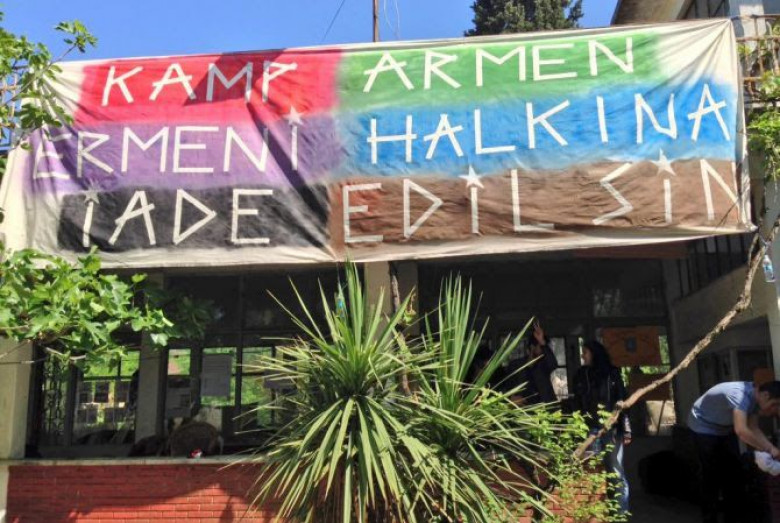 KAMP ARMEN
ERMENİ HALKINA
İADE EDİLSİN